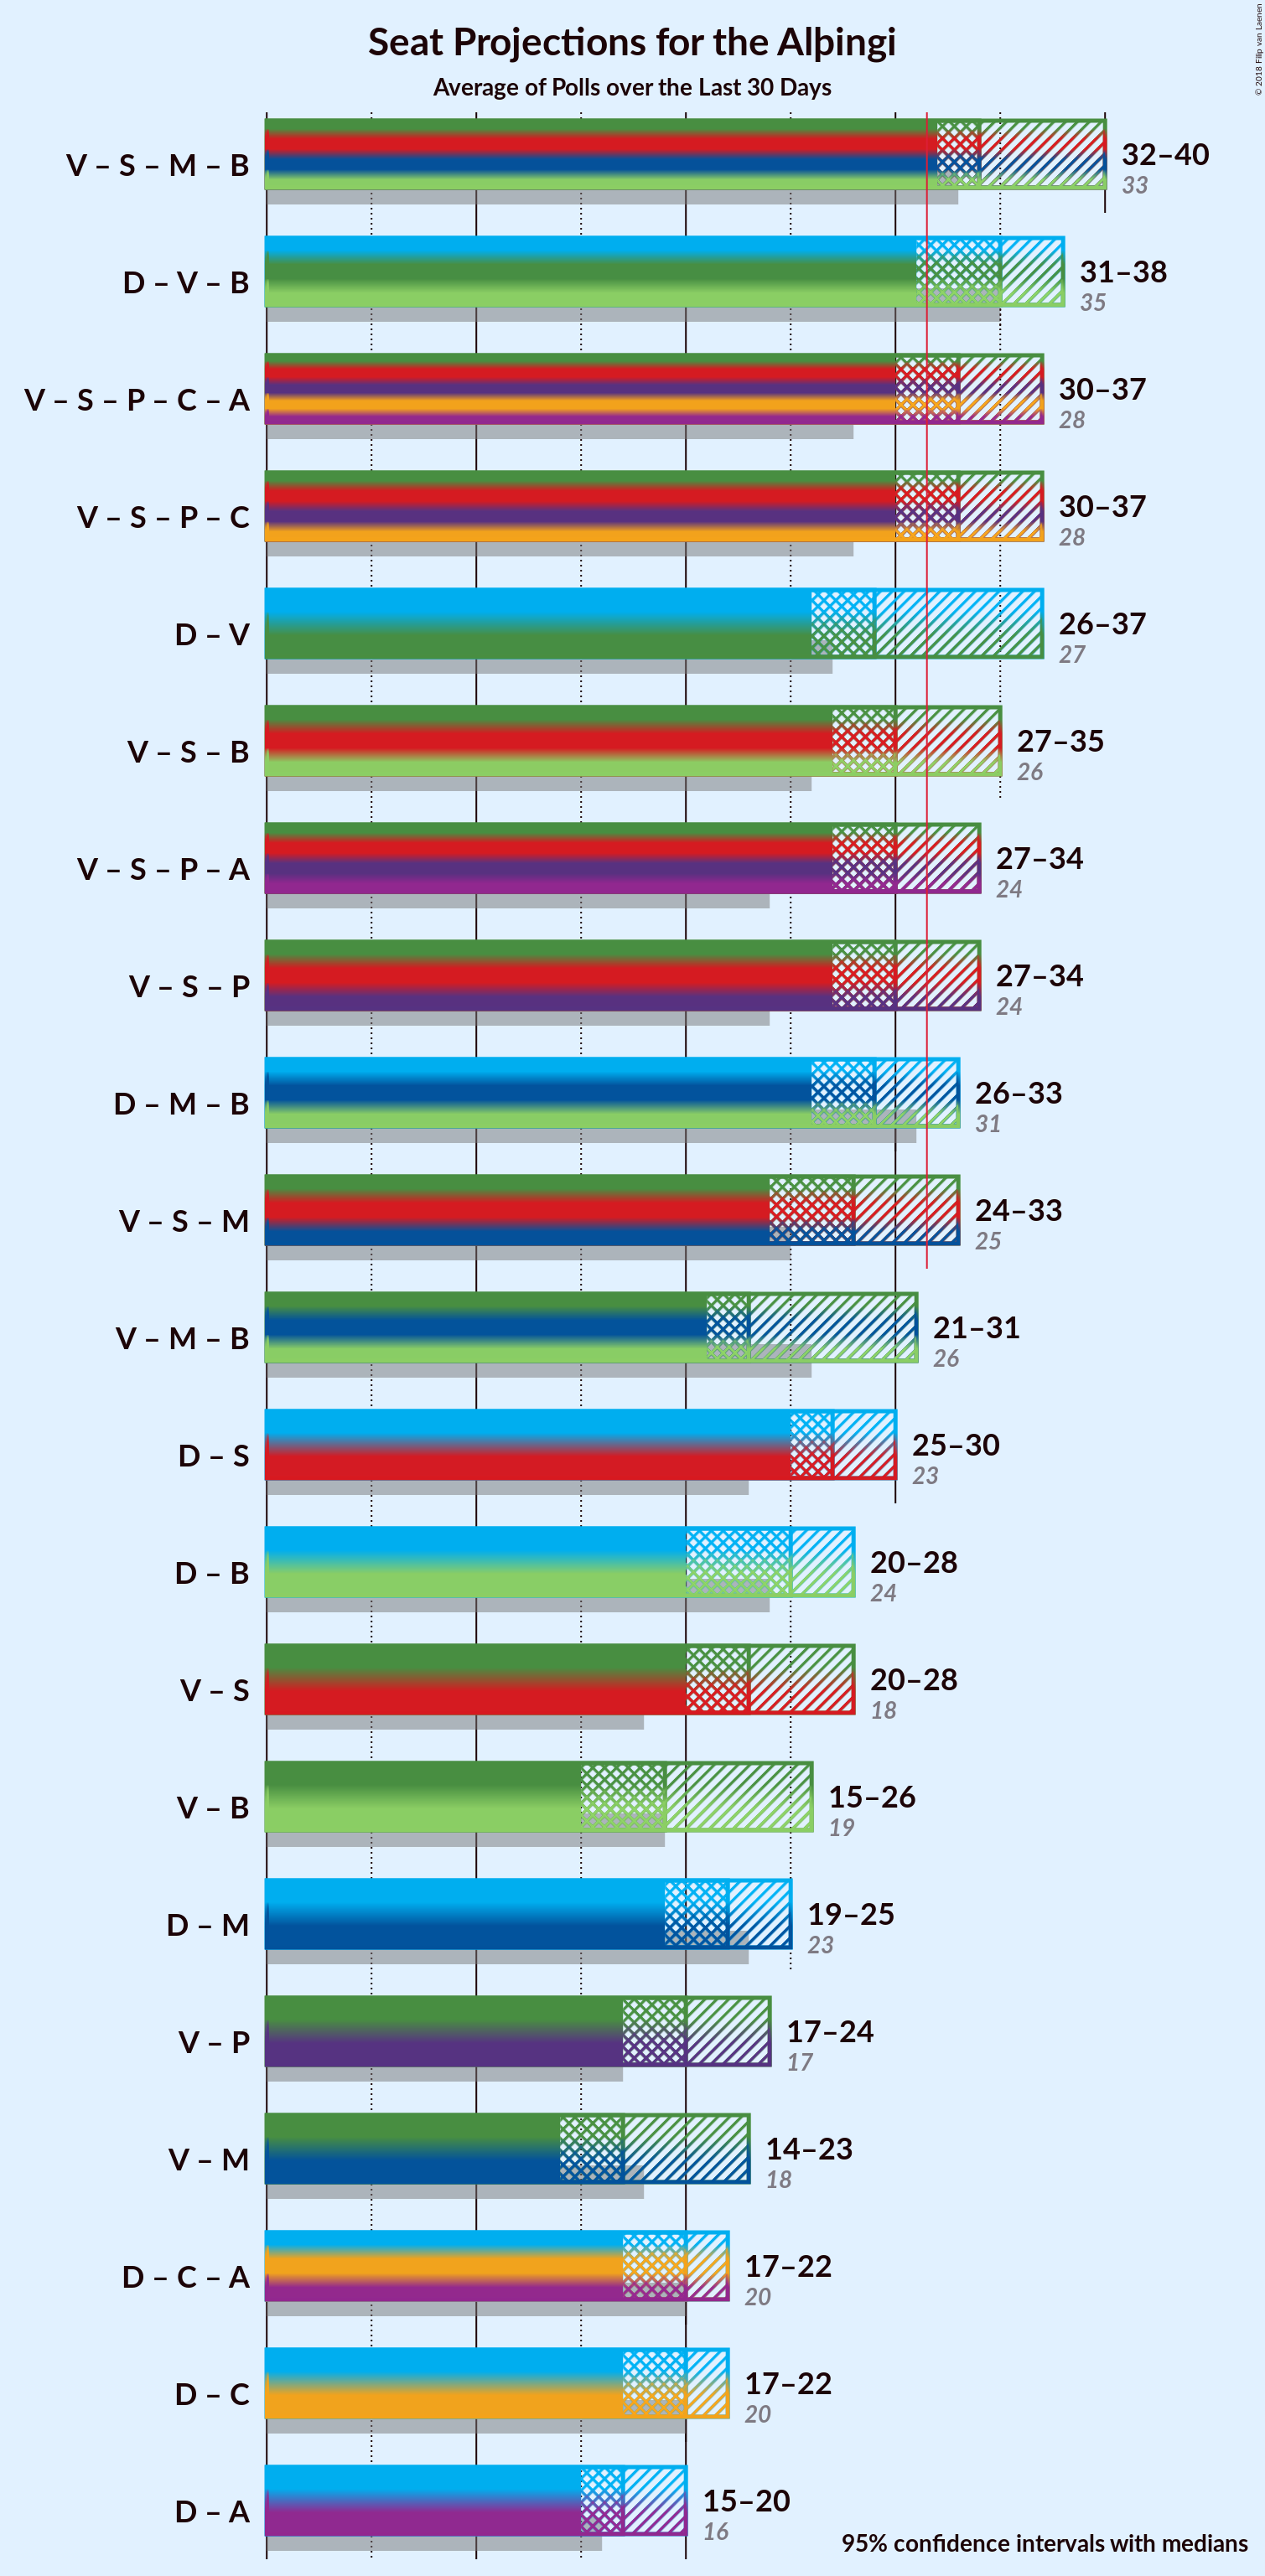 © 2018 Filip van Laenen
Seat Projections for the Alþingi
Average of Polls over the Last 30 Days
V – S – M – B
32–40
33
D – V – B
31–38
35
V – S – P – C – A
30–37
28
V – S – P – C
30–37
28
D – V
26–37
27
V – S – B
27–35
26
V – S – P – A
27–34
24
V – S – P
27–34
24
D – M – B
26–33
31
V – S – M
24–33
25
V – M – B
21–31
26
D – S
25–30
23
D – B
20–28
24
V – S
20–28
18
V – B
15–26
19
D – M
19–25
23
V – P
17–24
17
V – M
14–23
18
D – C – A
17–22
20
D – C
17–22
20
D – A
15–20
16
95% confidence intervals with medians